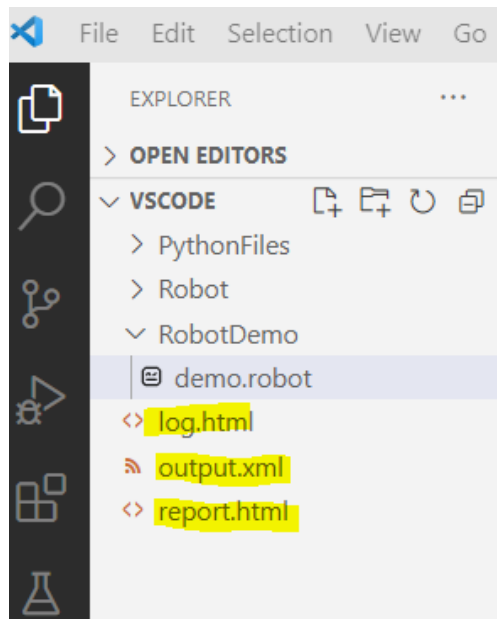 File Edit Selection View Go
EXPLORER ...
OPEN EDITORS
VSCODE
PythonFiles
Robot
RobotDemo
demo.robot
log.html
output.xml
report.html